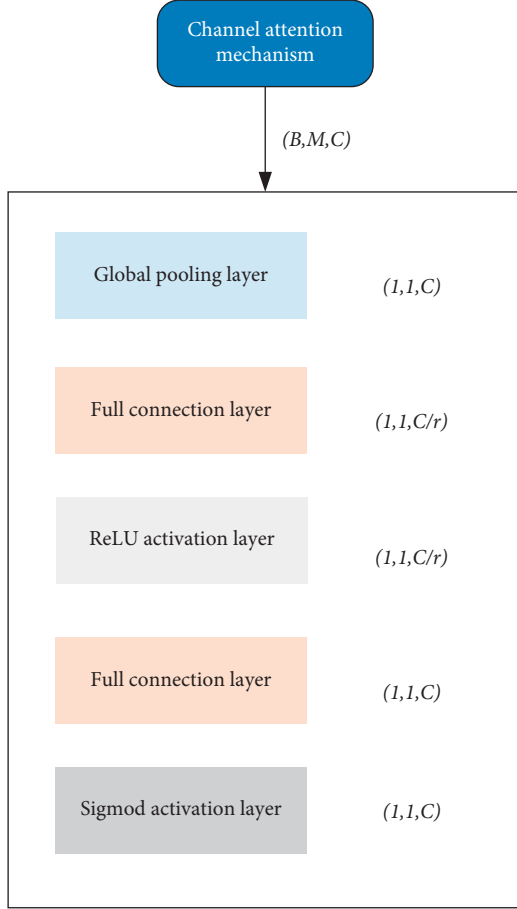 Channel attention
mechanism
(B,M,C)
Global pooling layer
(1,1,C)
Full connection layer
(1,1,C/r)
ReLU activation layer
(1,1,C/r)
Full connection layer
(1,1,C)
Sigmod activation layer
(1,1,C)